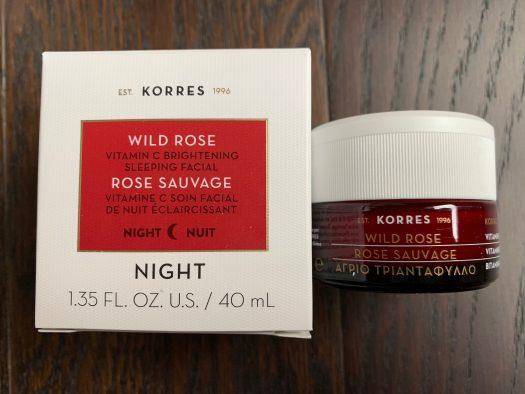 EST. KORRES 1996
WILD ROSE
VITAMIN C BRIGHTENING
SLEEPING FACIAL
ROSE SAUVAGE
VITAMINE C SOIN FACIAL
DE NUIT ÉCLAIRCISSANT
NIGHT NUIT
NIGHT
1.35 FL. OZ. U.S. / 40 mL
EST. KORRES 1996
WILD ROSE
ROSE SAUVAGE
ΑΓΡΙΟ ΤΡΙΑΝΤΑΦΥΛΛΟ